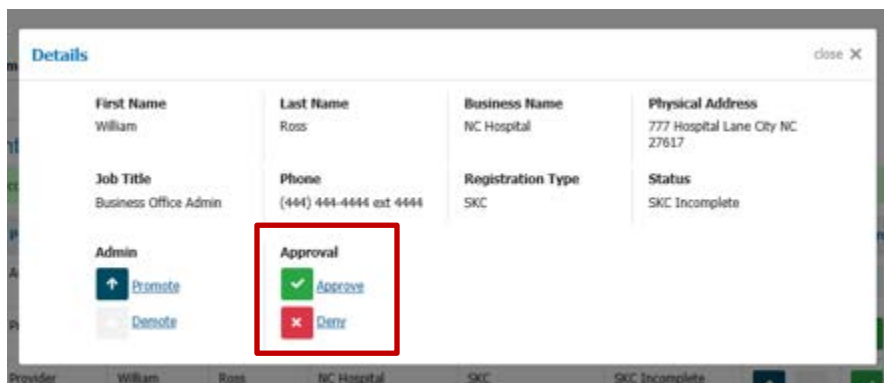 Details
close X
First Name
William
Last Name
Ross
Business Name
NC Hospital
Physical Address
777 Hospital Lane City NC
27617
Job Title
Business Office Admin
Phone
(444) 444-4444 ext 4444
Registration Type
SKC
Status
SKC Incomplete
Admin
Promote
Demote
Approval
Approve
Deny
Provider William Ross NC Hospital SKC SKC Incomplete